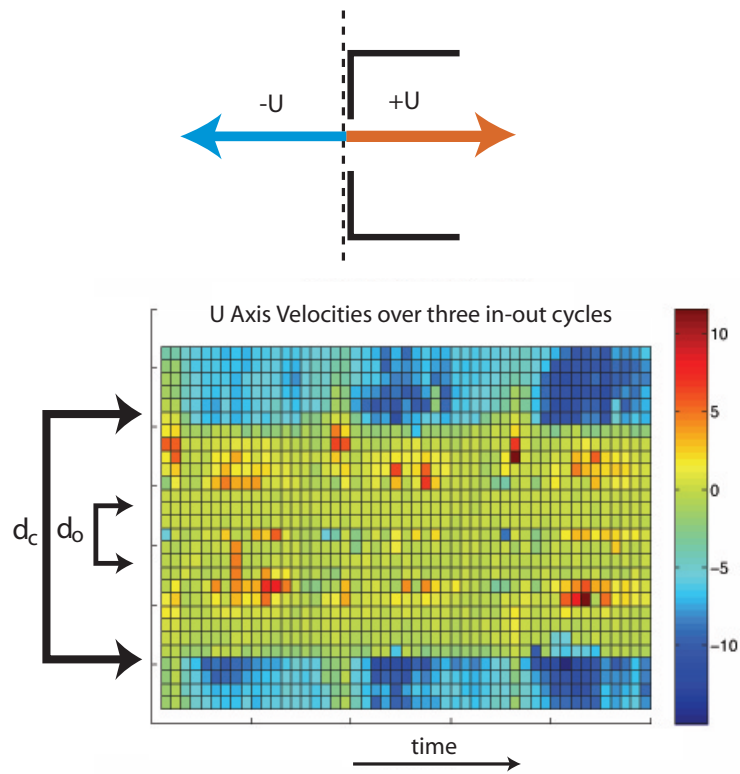 -U +U
U Axis Velocities over three in-out cycles
10
5
0
−5
−10
dc do
time